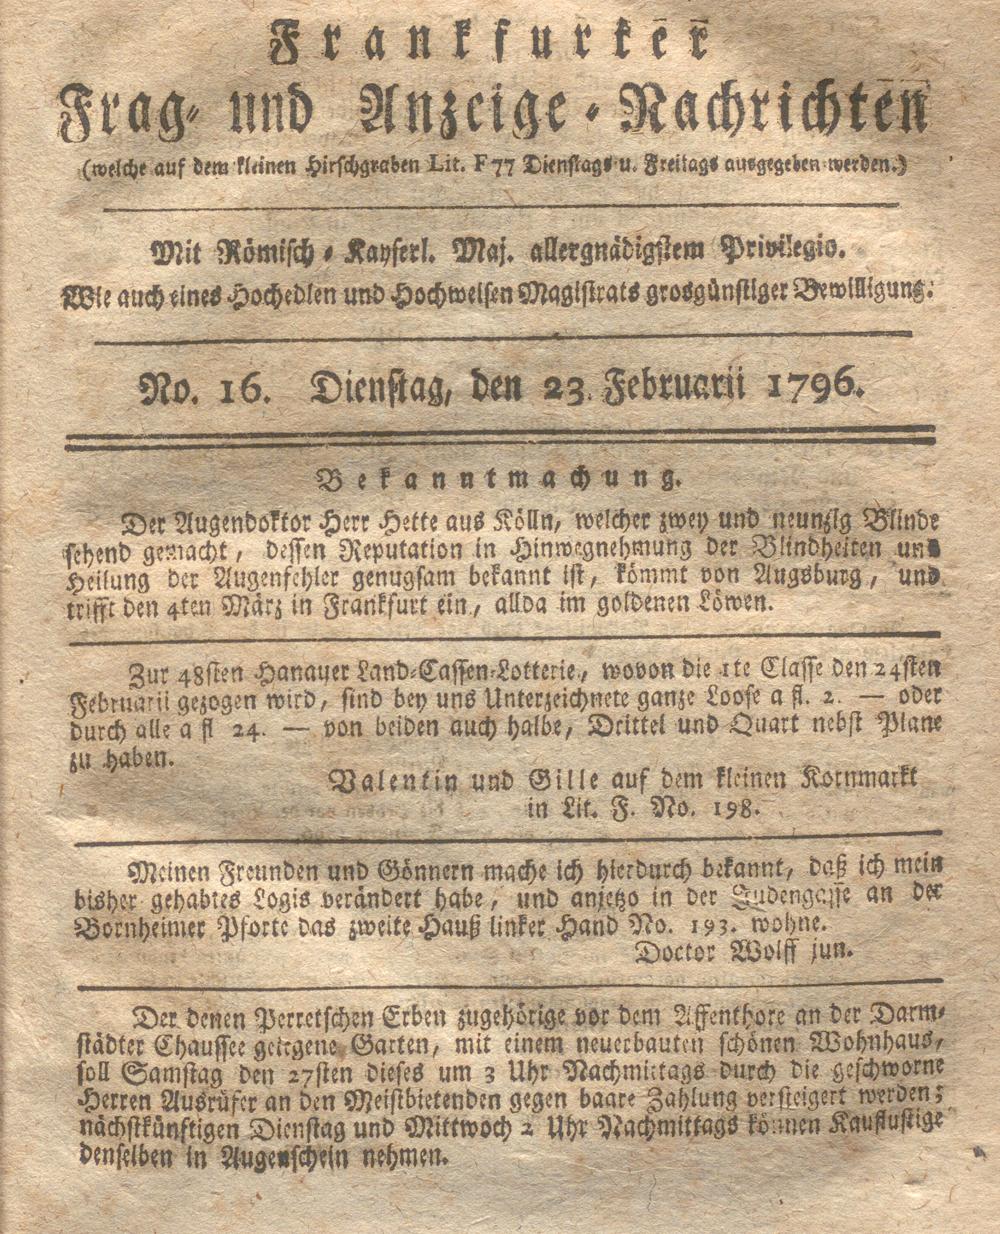 Frankfurter
Frag- und Anzeige-Nachrichten
(welche auf dem kleinen Hirschgraben Lit. F 77 Dienstags u. Freitags ausgegeben werden.)
Mit Römisch-Kayserl. Maj. allergnädigstem Privilegio.
Wie auch eines Hochedlen und Hochweisen Magistrats grosgünstiger Bewilligung.
No. 16. Dienstag, den 23. Februarii 1796.
Bekanntmachung.
Der Augendoktor Herr Hette aus Kölln, welcher zwey und neunzig Blinde
sehend gemacht, dessen Reputation in Hinwegnehmung der Blindheiten und
Heilung der Augenfehler genugsam bekannt ist, kömmt von Augsburg, und
trifft den 4ten März in Frankfurt ein, allda im goldenen Löwen.
Zur 48sten Hanauer Land-Cassen-Lotterie, wovon die 1te Classe den 24sten
Februarii gezogen wird, sind bey uns Unterzeichnete ganze Loose a fl. 2. — oder
durch alle a fl 24. — von beiden auch halbe, Drittel und Quart nebst Plane
zu haben.
Valentin und Gille auf dem kleinen Kornmarkt
in Lit. F. No. 198.
Meinen Freunden und Gönnern mache ich hierdurch bekannt, daß ich mein
bisher gehabtes Logis verändert habe, und anjetzo in der Judengasse an der
Bornheimer Pforte das zweite Hauß linker Hand No. 193. wohne.
Doctor Wolff jun.
Der denen Perretschen Erben zugehörige vor dem Affenthore an der Darm-
städter Chaussee gelegene Garten, mit einem neuerbauten schönen Wohnhaus,
soll Samstag den 27sten dieses um 3 Uhr Nachmittags durch die geschworne
Herren Ausrüfer an den Meistbietenden gegen baare Zahlung versteigert werden;
nächstkünftigen Dienstag und Mittwoch 2 Uhr Nachmittags können Kauflustige
denselben in Augenschein nehmen.